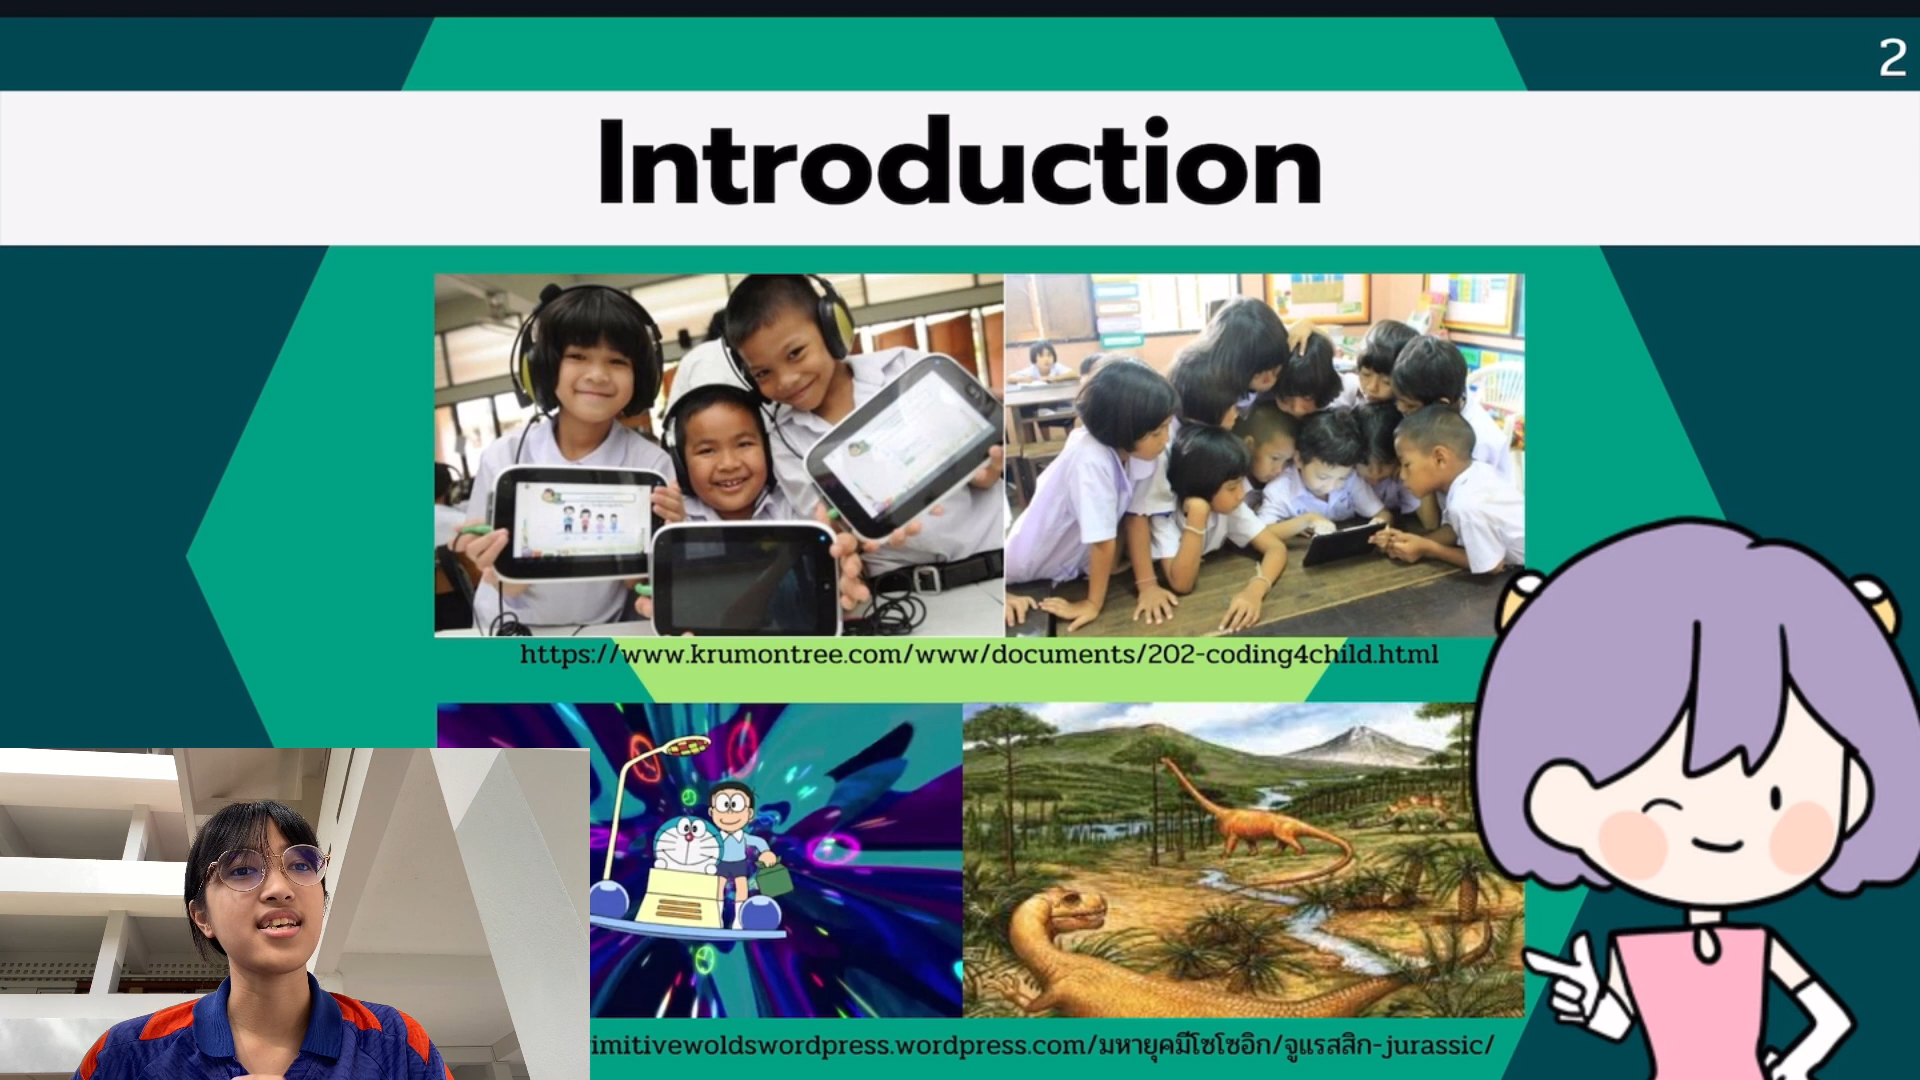 2
Introduction
https://www.krumontree.com/www/documents/202-coding4child.html
imitivewoldswordpress.wordpress.com/มหายุคมีโซโซอิก/จูแรสสิก-jurassic/